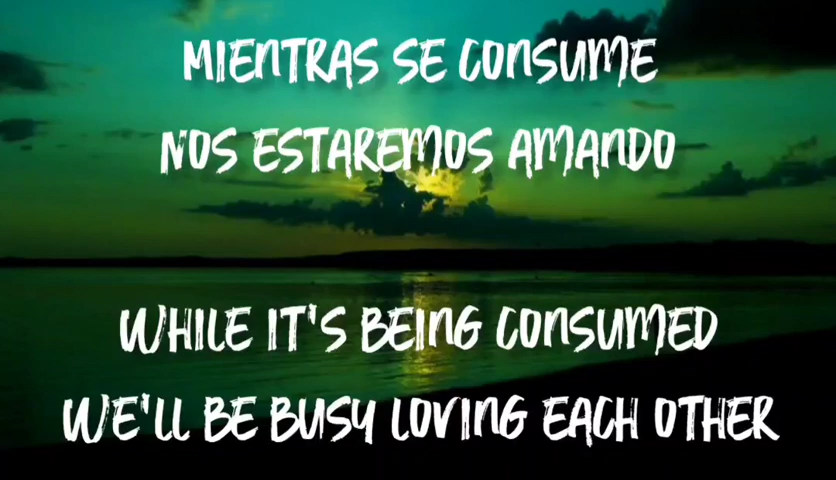 MIENTRAS SE CONSUME
NOS ESTAREMOS AMANDO
WHILE IT'S BEING CONSUMED
WE'LL BE BUSY LOVING EACH OTHER